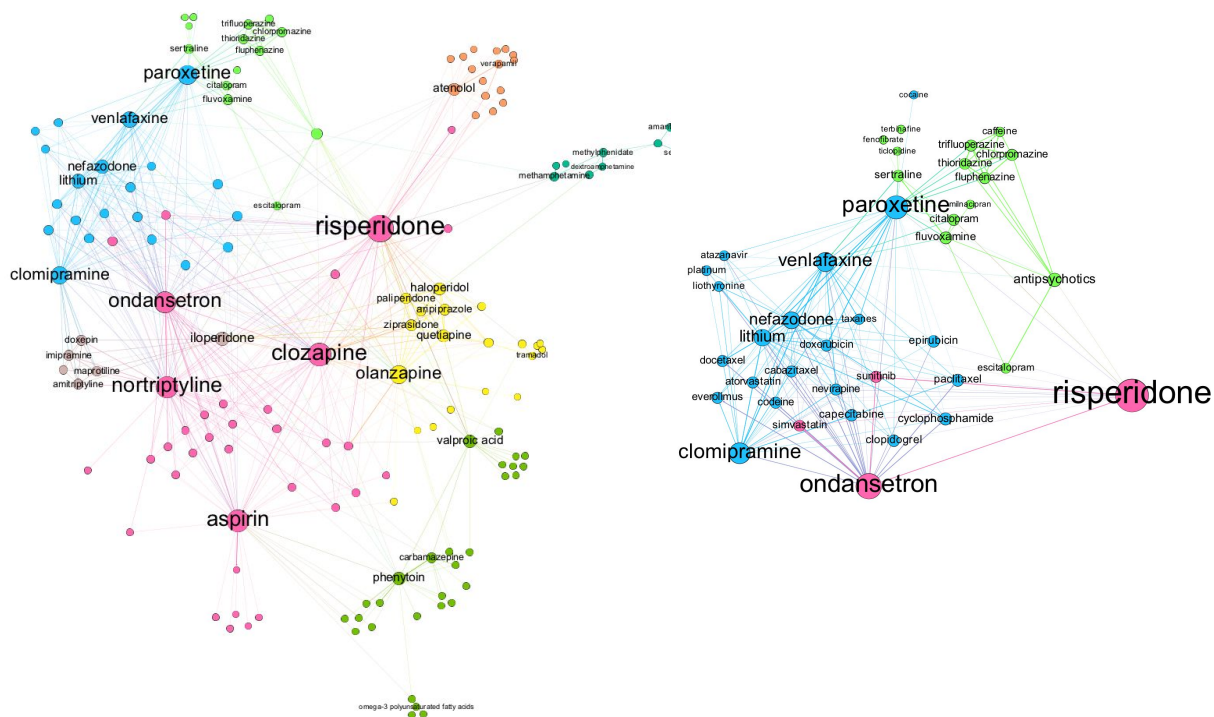 trifluoperazine
chlorpromazine
thioridazine
fluphenazine
sertraline
paroxetine
citalopram
fluvoxamine
venlafaxine
nefazodone
lithium
verapamil
atenolol
methylphenidate
dextroamphetamine
methamphetamine
escitalopram
risperidone
clomipramine
ondansetron
haloperidol
paliperidone
aripiprazole
ziprasidone
quetiapine
iloperidone
doxepin
imipramine
maprotiline
amitriptyline
clozapine
tramadol
olanzapine
nortriptyline
valproic acid
aspirin
carbamazepine
phenytoin
omega-3 polyunsaturated fatty acids
cocaine
terbinafine
fenofibrate
ticlopidine
caffeine
trifluoperazine
chlorpromazine
thioridazine
fluphenazine
sertraline
paroxetine
milnacipran
citalopram
fluvoxamine
atazanavir
platinum
liothyronine
venlafaxine
antipsychotics
nefazodone
taxanes
lithium
doxorubicin
epirubicin
docetaxel
cabazitaxel
escitalopram
atorvastatin
sunitinib
paclitaxel
nevirapine
everolimus
codeine
risperidone
capecitabine
simvastatin
cyclophosphamide
clopidogrel
clomipramine
ondansetron